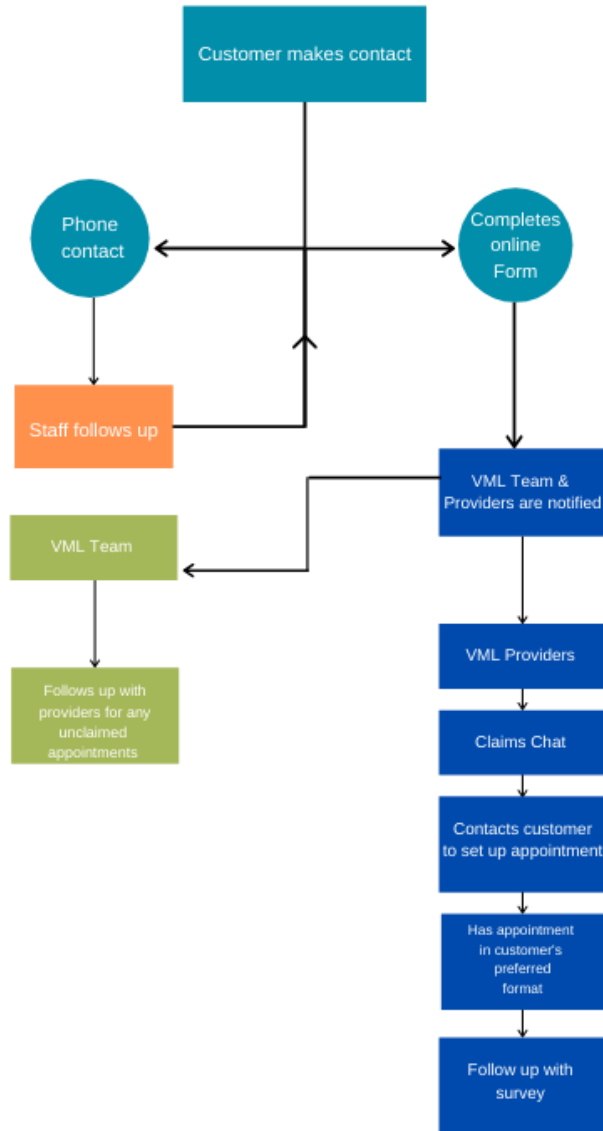 Customer makes contact
Phone
contact
Completes
online
Form
Staff follows up
VML Team &
Providers are notified
VML Team
VML Providers
Follows up with
providers for any
unclaimed
appointments
Claims Chat
Contacts customer
to set up appointment
Has appointment
in customer's
preferred
format
Follow up with
survey